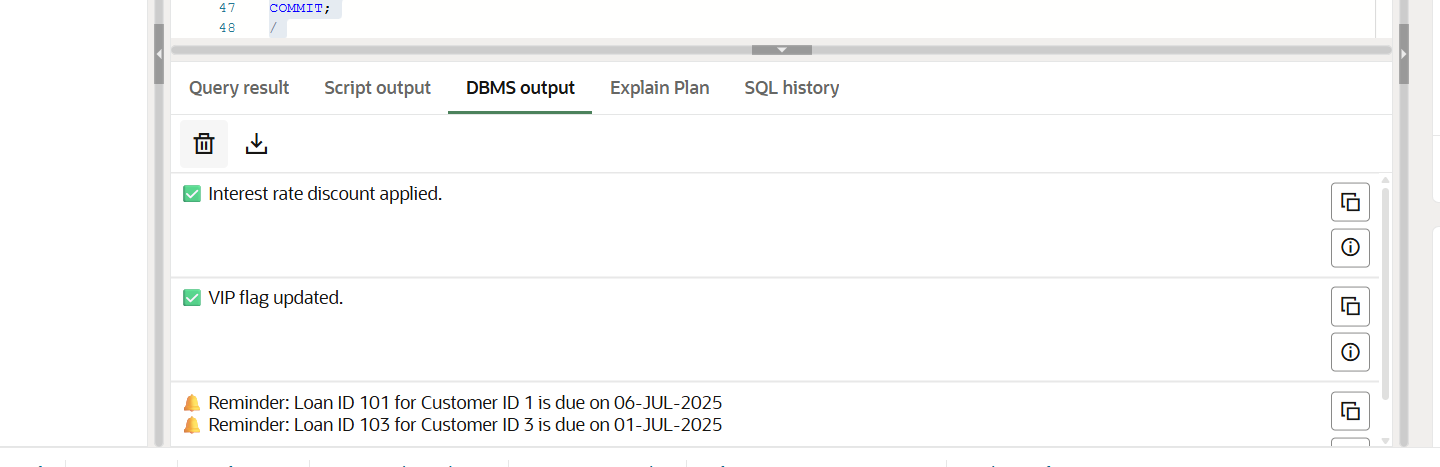 47 COMMIT;
48 /
Query result Script output DBMS output Explain Plan SQL history
✅ Interest rate discount applied.
✅ VIP flag updated.
🔔 Reminder: Loan ID 101 for Customer ID 1 is due on 06-JUL-2025
🔔 Reminder: Loan ID 103 for Customer ID 3 is due on 01-JUL-2025